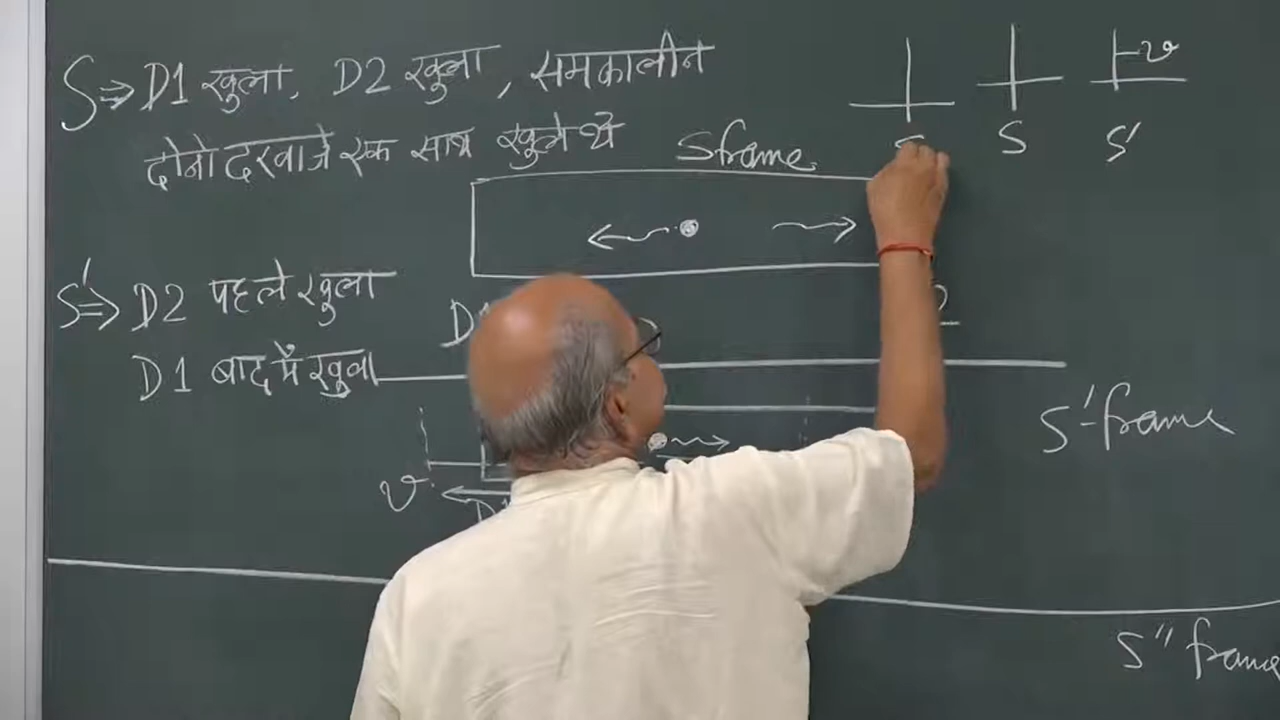 S ⇒ D1 खुला, D2 खुला, समकालीन
दोनो दरवाजे एक साथ खुले थे
S frame
v
S
S
S'
S' ⇒ D2 पहले खुला
D1 बाद में खुला
S' frame
v
S" frame